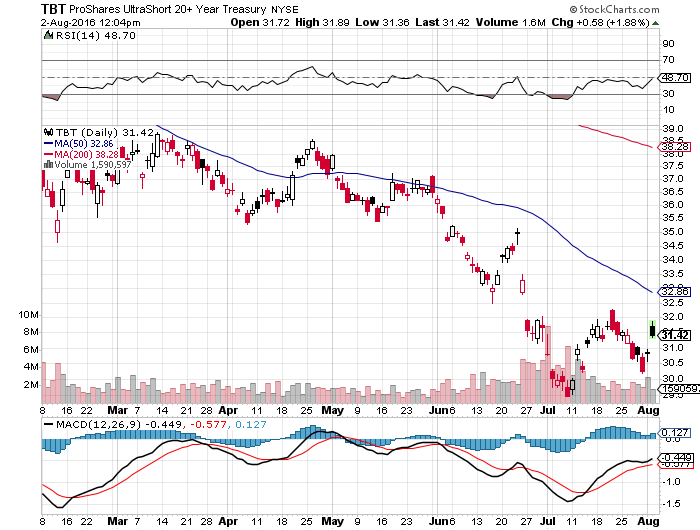 TBT ProShares UltraShort 20+ Year Treasury NYSE © StockCharts.com
2-Aug-2016 12:04pm Open 31.72 High 31.89 Low 31.36 Last 31.42 Volume 1.6M Chg +0.58 (+1.88%)
RSI(14) 48.70
90
70
50
48.70
30
10
TBT (Daily) 31.42
MA(50) 32.86
MA(200) 38.28
Volume 1,590,597
39.0
38.5
38.28
38.0
37.5
37.0
36.5
36.0
35.5
35.0
34.5
34.0
33.5
33.0
32.86
32.5
32.0
31.42
31.0
30.5
30.0
29.5
1590597
10M
8M
6M
4M
2M
8 16 22 Mar 7 14 21 28 Apr 11 18 25 May 9 16 23 Jun 6 13 20 27 Jul 11 18 25 Aug
MACD(12,26,9) -0.449, -0.577, 0.127
0.127
-0.449
-0.577
-1.0
-1.5
8 16 22 Mar 7 14 21 28 Apr 11 18 25 May 9 16 23 Jun 6 13 20 27 Jul 11 18 25 Aug